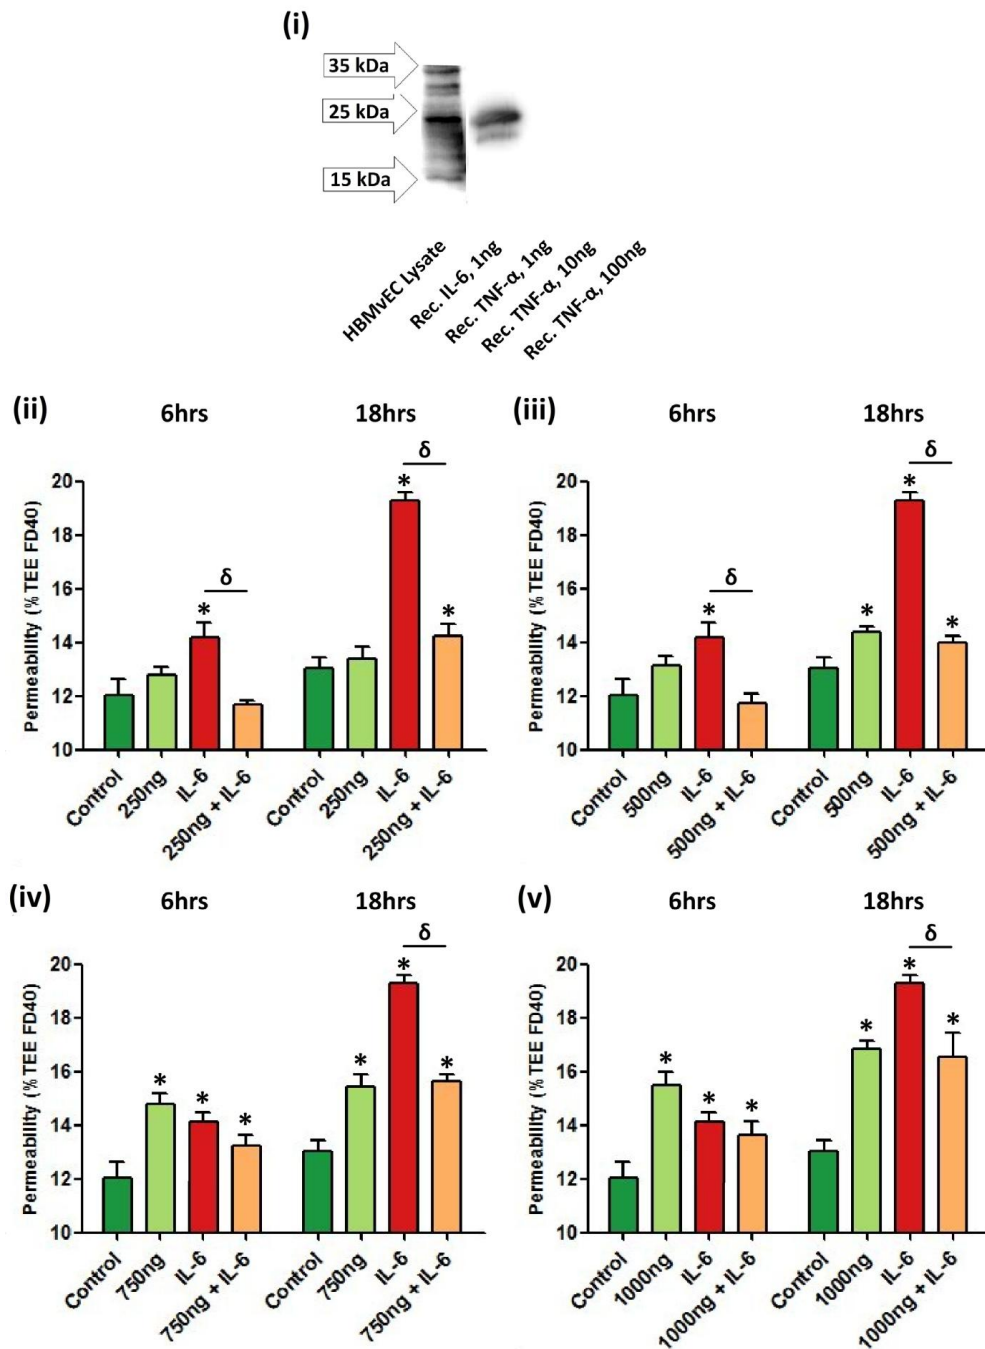 (i)
35 kDa
25 kDa
15 kDa
HBMvEC Lysate
Rec. IL-6, 1ng
Rec. TNF-α, 1ng
Rec. TNF-α, 10ng
Rec. TNF-α, 100ng
(ii)
6hrs
18hrs
δ
δ
* * *
Permeability (% TEE FD40)
20
18
16
14
12
10
Control
250ng
IL-6
250ng + IL-6
Control
250ng
IL-6
250ng + IL-6
(iii)
6hrs
18hrs
δ
δ
* * * *
Permeability (% TEE FD40)
20
18
16
14
12
10
Control
500ng
IL-6
500ng + IL-6
Control
500ng
IL-6
500ng + IL-6
(iv)
6hrs
18hrs
δ
* * * * * *
Permeability (% TEE FD40)
20
18
16
14
12
10
Control
750ng
IL-6
750ng + IL-6
Control
750ng
IL-6
750ng + IL-6
(v)
6hrs
18hrs
δ
* * * * * *
Permeability (% TEE FD40)
20
18
16
14
12
10
Control
1000ng
IL-6
1000ng + IL-6
Control
1000ng
IL-6
1000ng + IL-6